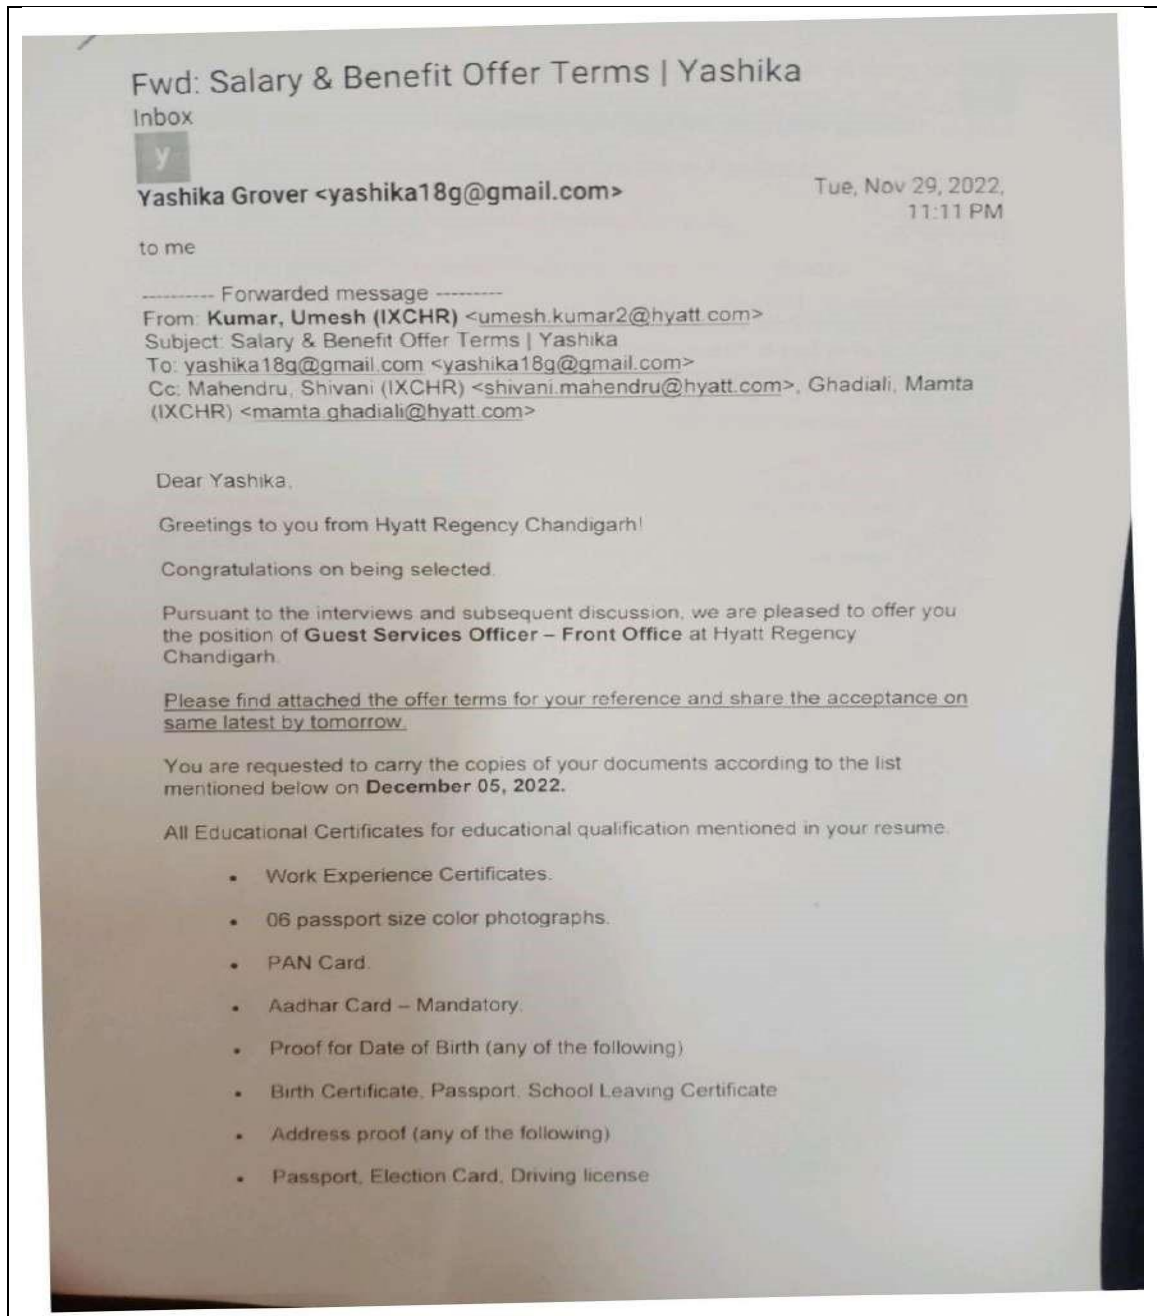 Fwd: Salary & Benefit Offer Terms | Yashika
Inbox
y
Yashika Grover <yashika18g@gmail.com>
Tue, Nov 29, 2022,
11:11 PM
to me
---------- Forwarded message ---------
From: Kumar, Umesh (IXCHR) <umesh.kumar2@hyatt.com>
Subject: Salary & Benefit Offer Terms | Yashika
To: yashika18g@gmail.com <yashika18g@gmail.com>
Cc: Mahendru, Shivani (IXCHR) <shivani.mahendru@hyatt.com>, Ghadiali, Mamta
(IXCHR) <mamta.ghadiali@hyatt.com>
Dear Yashika,
Greetings to you from Hyatt Regency Chandigarh!
Congratulations on being selected.
Pursuant to the interviews and subsequent discussion, we are pleased to offer you
the position of Guest Services Officer – Front Office at Hyatt Regency
Chandigarh.
Please find attached the offer terms for your reference and share the acceptance on
same latest by tomorrow.
You are requested to carry the copies of your documents according to the list
mentioned below on December 05, 2022.
All Educational Certificates for educational qualification mentioned in your resume.
• Work Experience Certificates.
• 06 passport size color photographs.
• PAN Card.
• Aadhar Card – Mandatory.
• Proof for Date of Birth (any of the following)
• Birth Certificate, Passport, School Leaving Certificate
• Address proof (any of the following)
• Passport, Election Card, Driving license